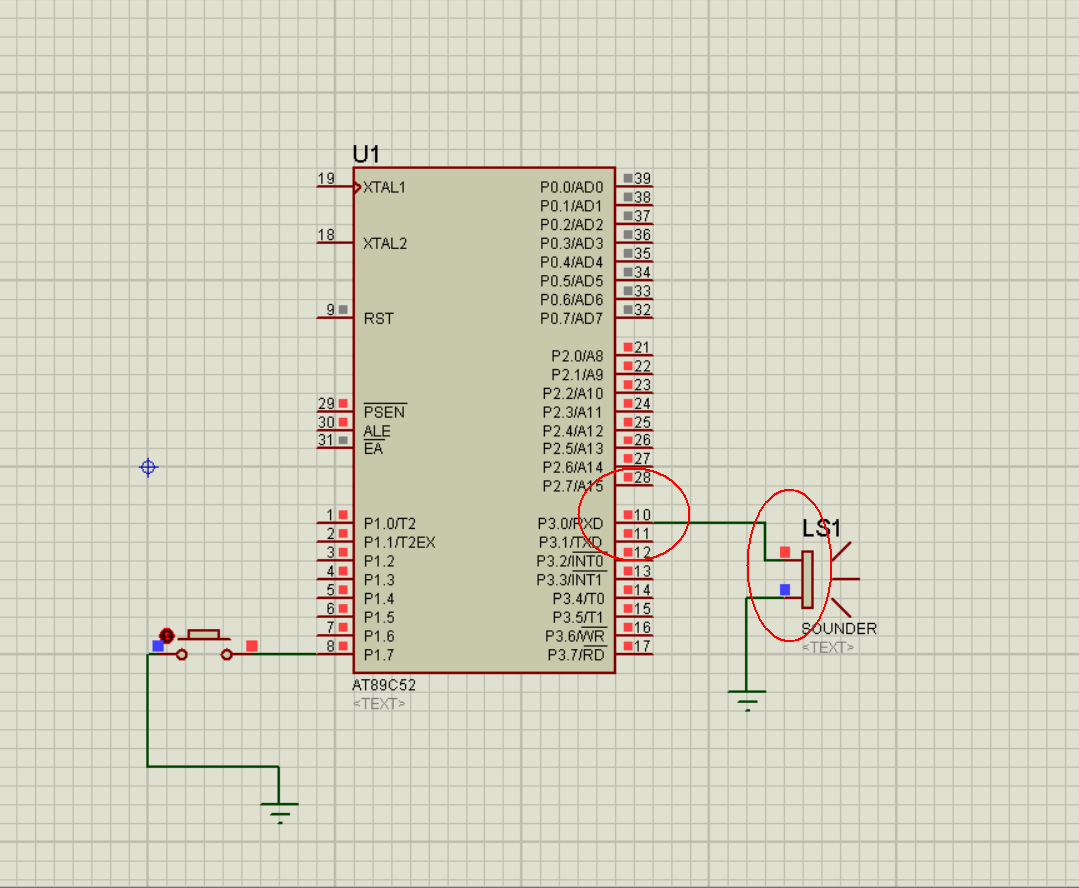 U1
19
XTAL1
18
XTAL2
9
RST
29
PSEN
30
ALE
31
EA
1
P1.0/T2
2
P1.1/T2EX
3
P1.2
4
P1.3
5
P1.4
6
P1.5
7
P1.6
8
P1.7
P0.0/AD0
39
P0.1/AD1
38
P0.2/AD2
37
P0.3/AD3
36
P0.4/AD4
35
P0.5/AD5
34
P0.6/AD6
33
P0.7/AD7
32
P2.0/A8
21
P2.1/A9
22
P2.2/A10
23
P2.3/A11
24
P2.4/A12
25
P2.5/A13
26
P2.6/A14
27
P2.7/A15
28
P3.0/RXD
10
P3.1/TXD
11
P3.2/INT0
12
P3.3/INT1
13
P3.4/T0
14
P3.5/T1
15
P3.6/WR
16
P3.7/RD
17
AT89C52
<TEXT>
LS1
SOUNDER
<TEXT>